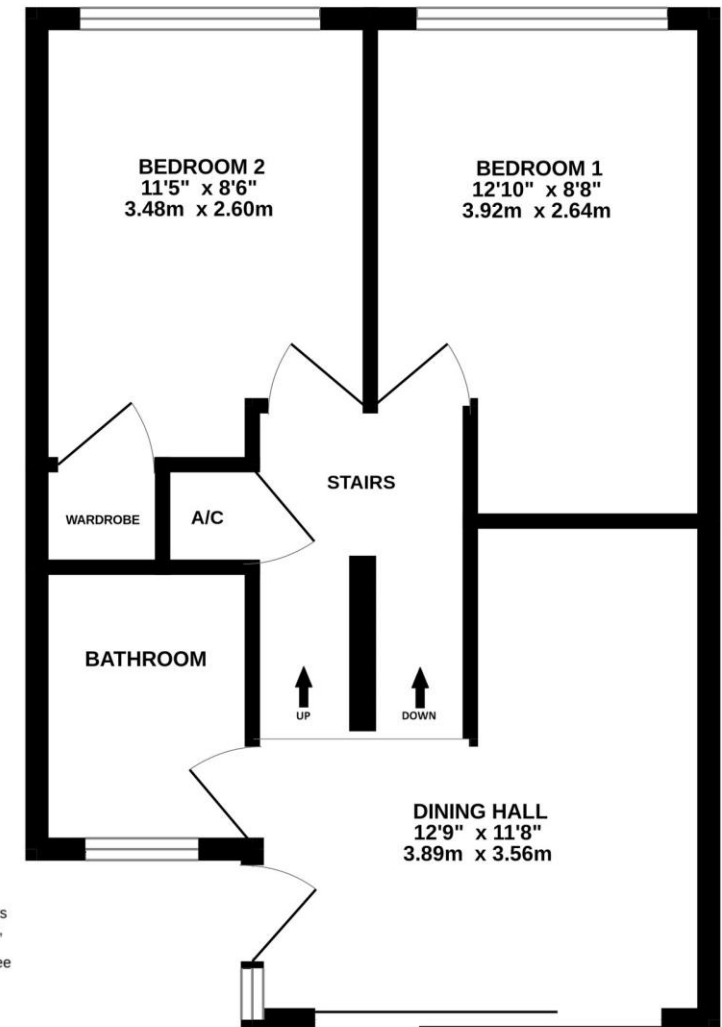 BEDROOM 2
11'5" x 8'6"
3.48m x 2.60m
BEDROOM 1
12'10" x 8'8"
3.92m x 2.64m
STAIRS
WARDROBE
A/C
BATHROOM
UP
DOWN
DINING HALL
12'9" x 11'8"
3.89m x 3.56m